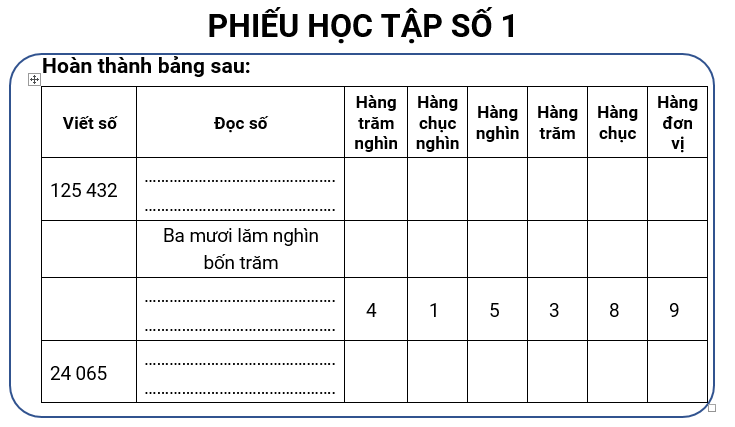 PHIẾU HỌC TẬP SỐ 1
Hoàn thành bảng sau:
Viết số Đọc số Hàng trăm nghìn Hàng chục nghìn Hàng nghìn Hàng trăm Hàng chục Hàng đơn vị
125 432 ................................................
................................................
Ba mươi lăm nghìn
bốn trăm
................................................ 4 1 5 3 8 9
................................................
24 065 ................................................
................................................